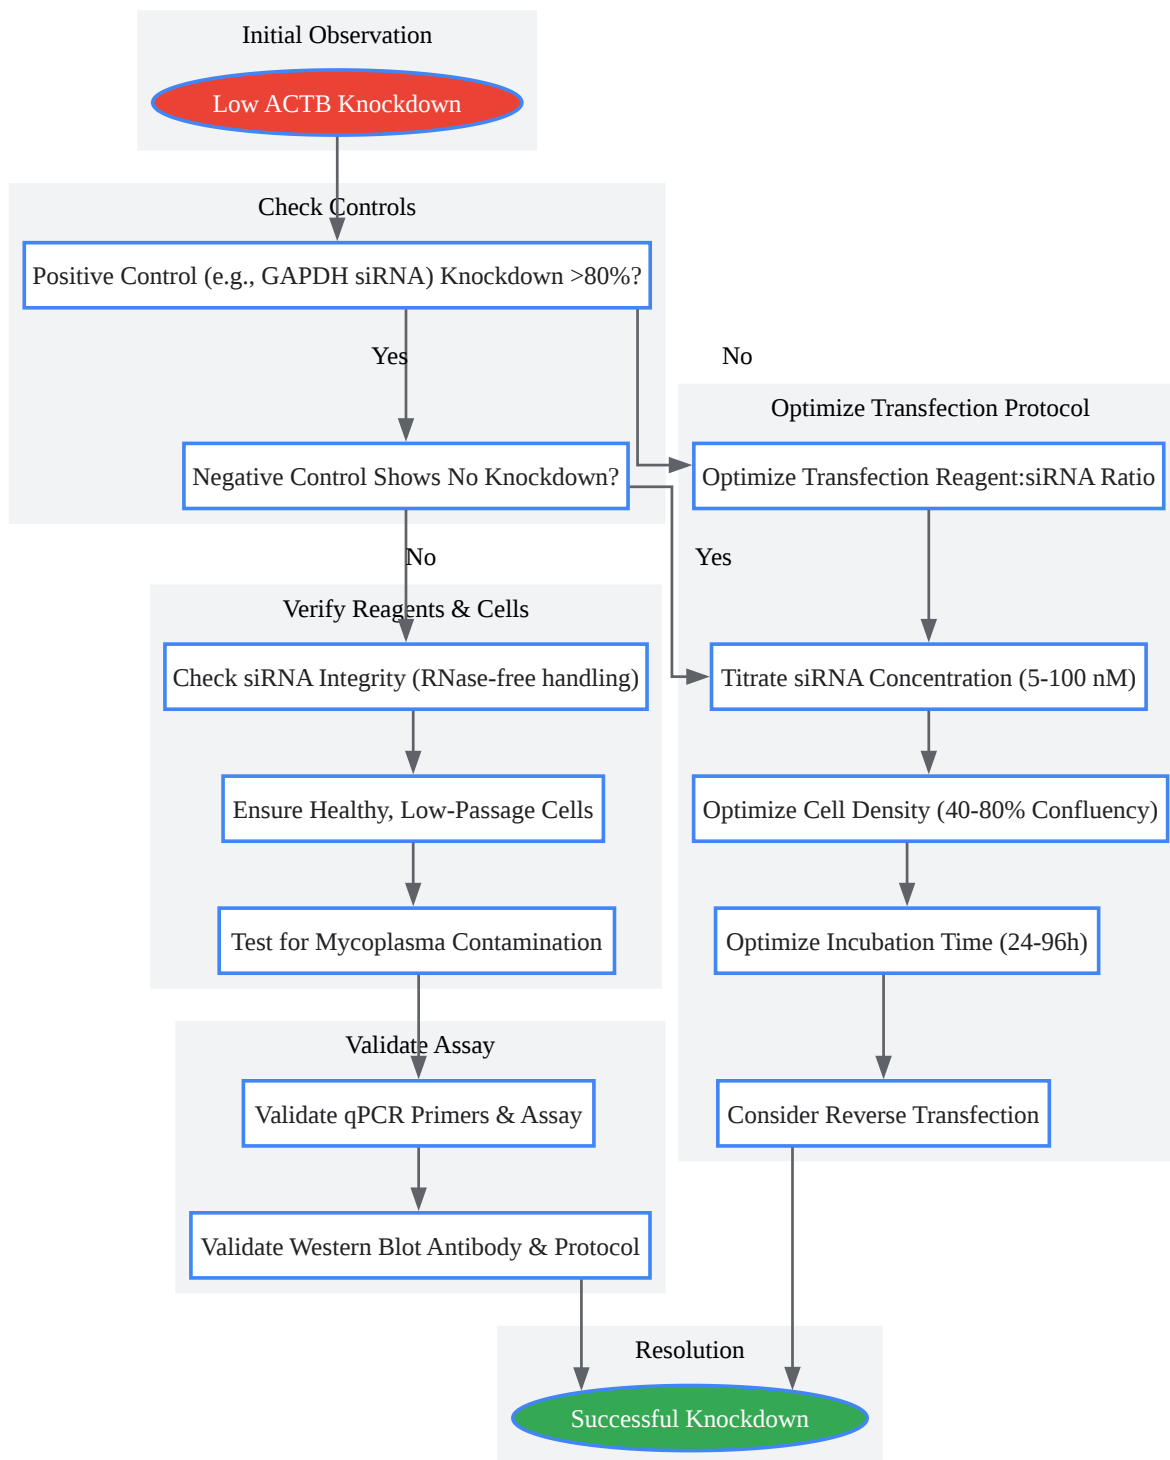 Initial Observation
Low ACTB Knockdown
Check Controls
Positive Control (e.g., GAPDH siRNA) Knockdown >80%?
Yes
No
Negative Control Shows No Knockdown?
Optimize Transfection Protocol
Optimize Transfection Reagent:siRNA Ratio
No
Yes
Verify Reagents & Cells
Check siRNA Integrity (RNase-free handling)
Titrate siRNA Concentration (5-100 nM)
Ensure Healthy, Low-Passage Cells
Optimize Cell Density (40-80% Confluency)
Test for Mycoplasma Contamination
Optimize Incubation Time (24-96h)
Validate Assay
Validate qPCR Primers & Assay
Consider Reverse Transfection
Validate Western Blot Antibody & Protocol
Resolution
Successful Knockdown